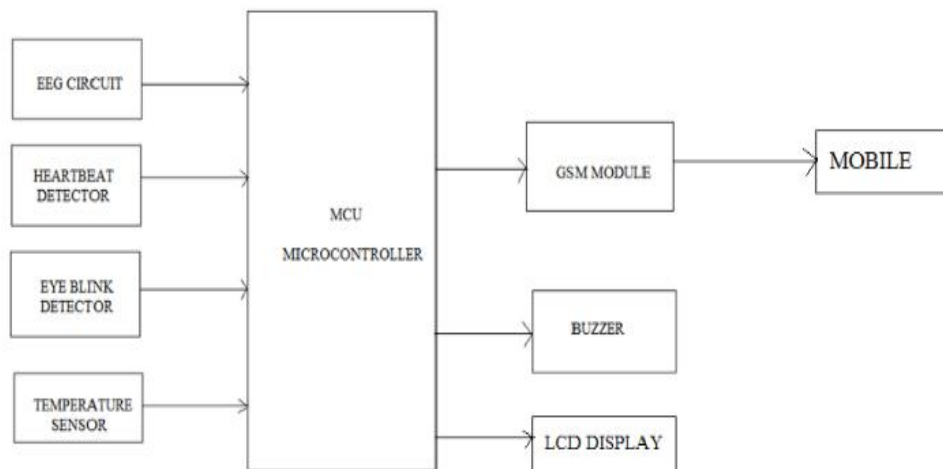 EEG CIRCUIT
HEARTBEAT
DETECTOR
EYE BLINK
DETECTOR
TEMPERATURE
SENSOR
MCU
MICROCONTROLLER
GSM MODULE
MOBILE
BUZZER
LCD DISPLAY